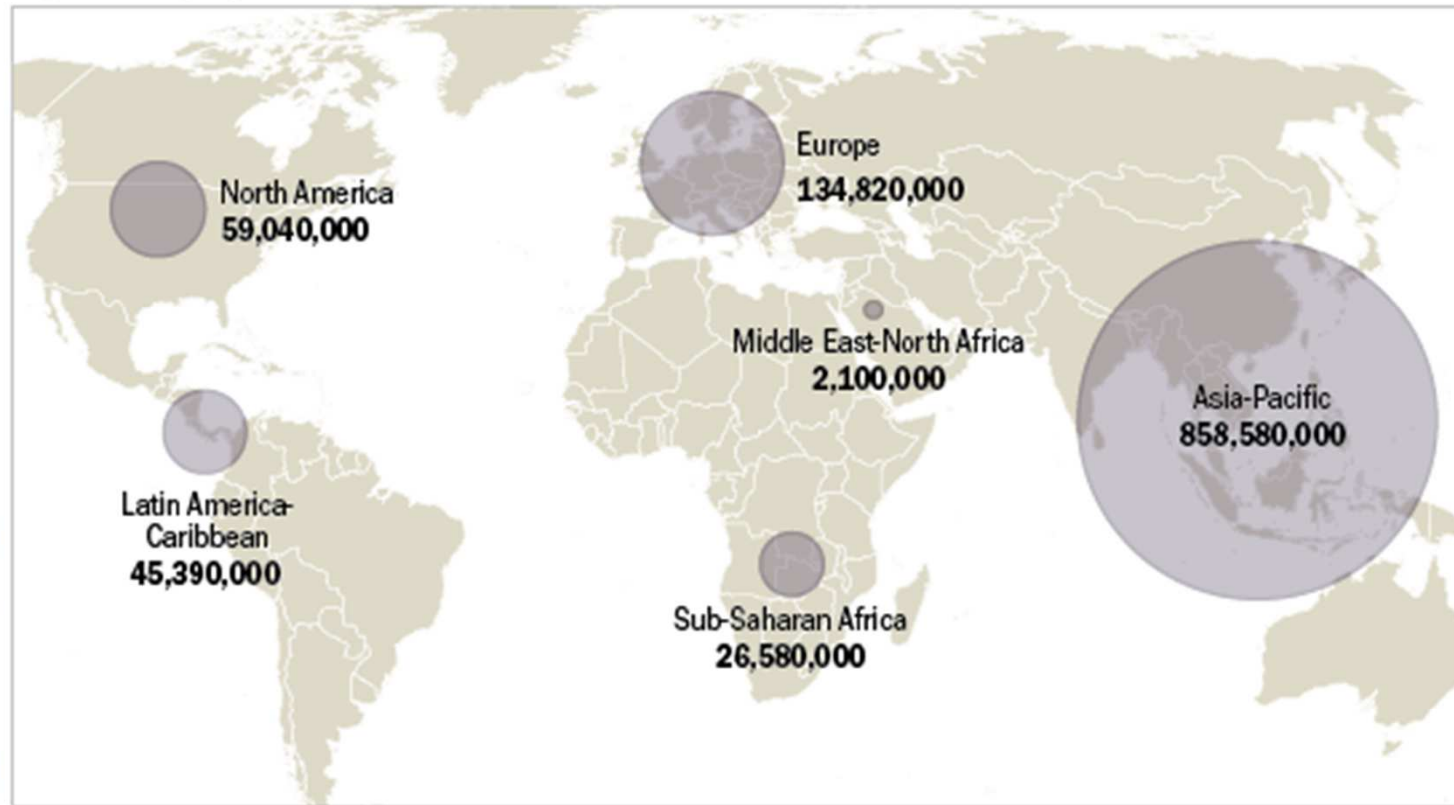 North America
59,040,000
Europe
134,820,000
Middle East-North Africa
2,100,000
Asia-Pacific
858,580,000
Latin America-
Caribbean
45,390,000
Sub-Saharan Africa
26,580,000